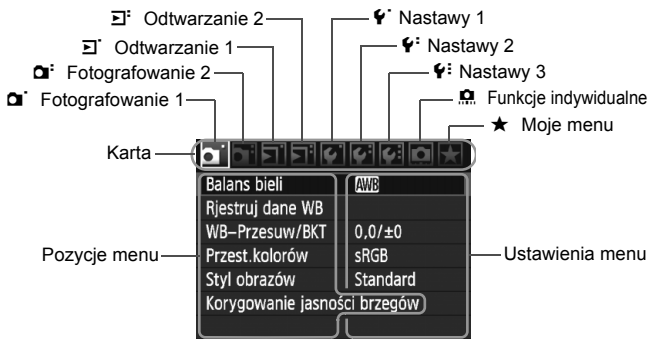 Odtwarzanie 2
Nastawy 1
Odtwarzanie 1
Nastawy 2
Fotografowanie 2
Nastawy 3
Fotografowanie 1
Funkcje indywidualne
Moje menu
Karta
Balans bieli AWB
Rjestruj dane WB
WB–Przesuw/BKT 0,0/±0
Pozycje menu
Przest.kolorów sRGB
Ustawienia menu
Styl obrazów Standard
Korygowanie jasności brzegów